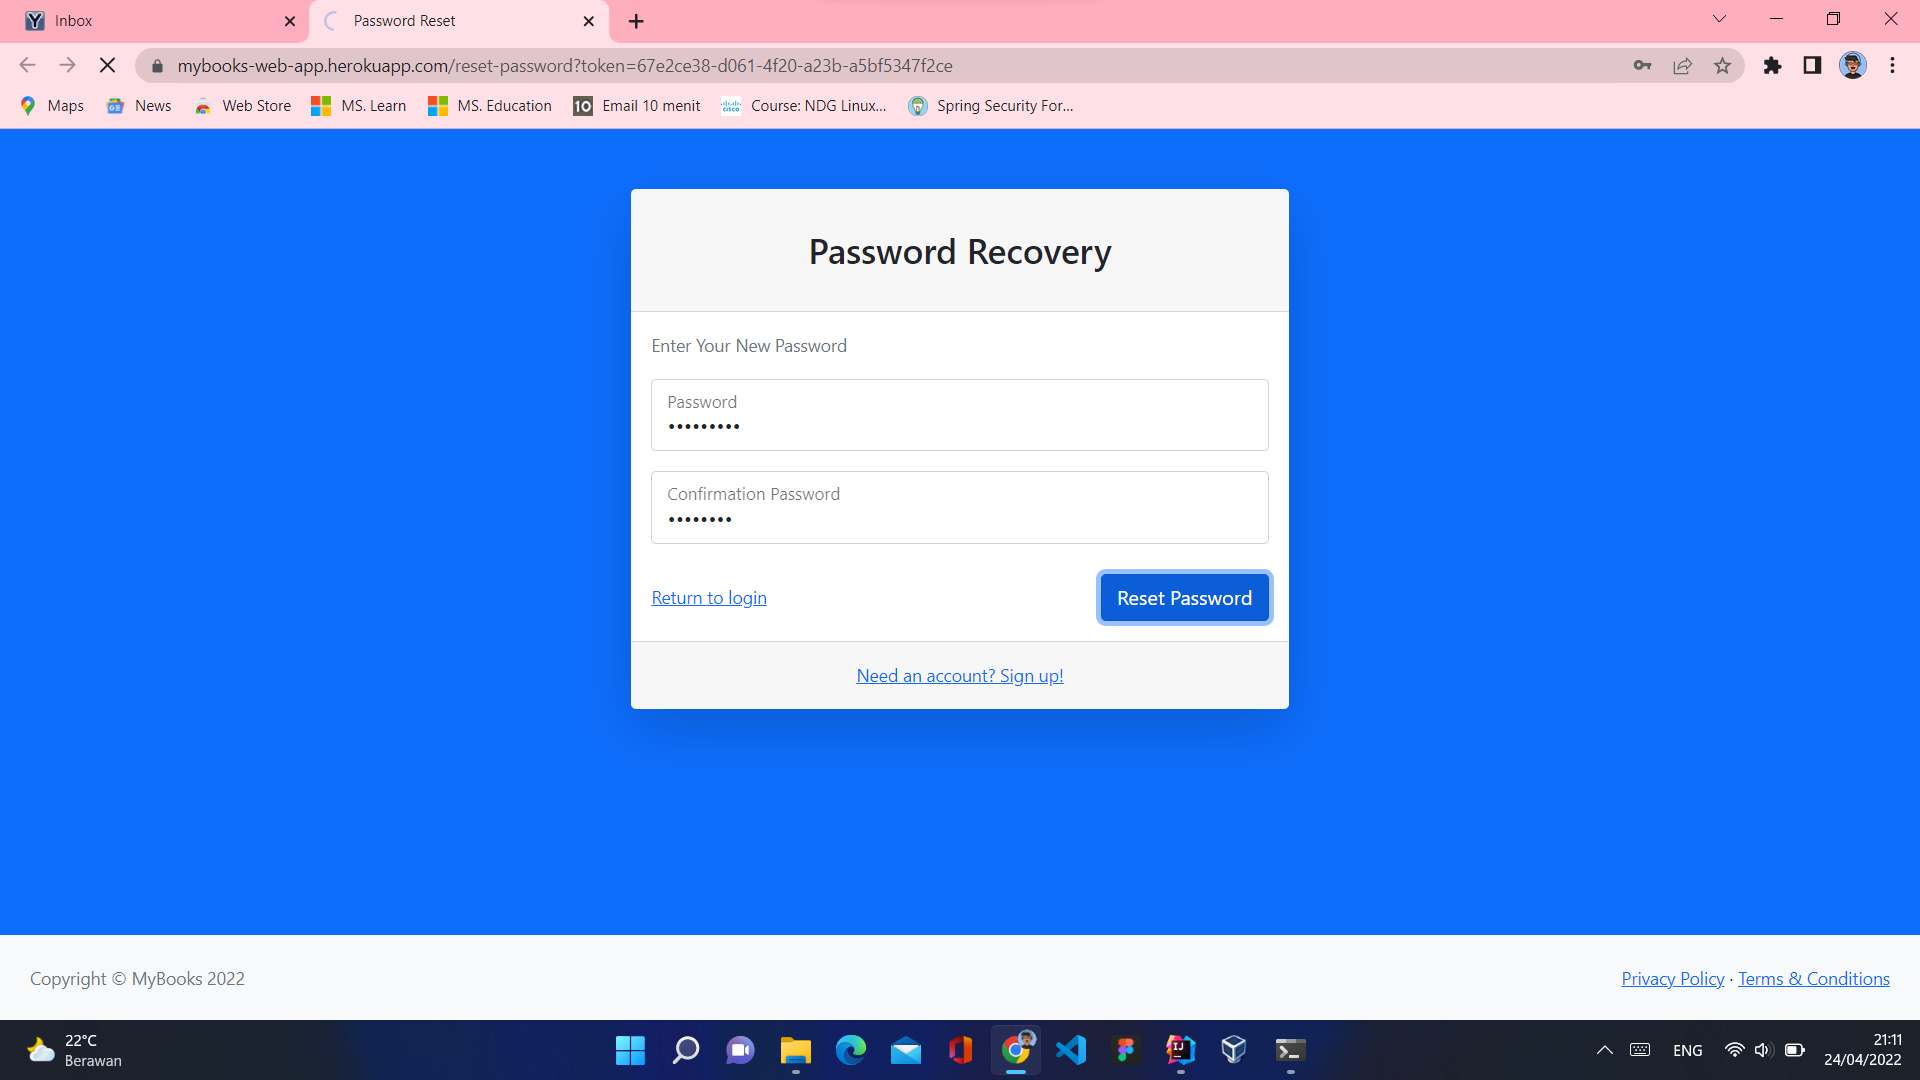 Inbox
Password Reset
mybooks-web-app.herokuapp.com/reset-password?token=67e2ce38-d061-4f20-a23b-a5bf5347f2ce
Maps
News
Web Store
MS. Learn
MS. Education
10
Email 10 menit
Course: NDG Linux...
Spring Security For...
Password Recovery
Enter Your New Password
Password
•••••••••
Confirmation Password
••••••••
Return to login
Reset Password
Need an account? Sign up!
Copyright © MyBooks 2022
Privacy Policy · Terms & Conditions
22°C
Berawan
ENG
21:11
24/04/2022